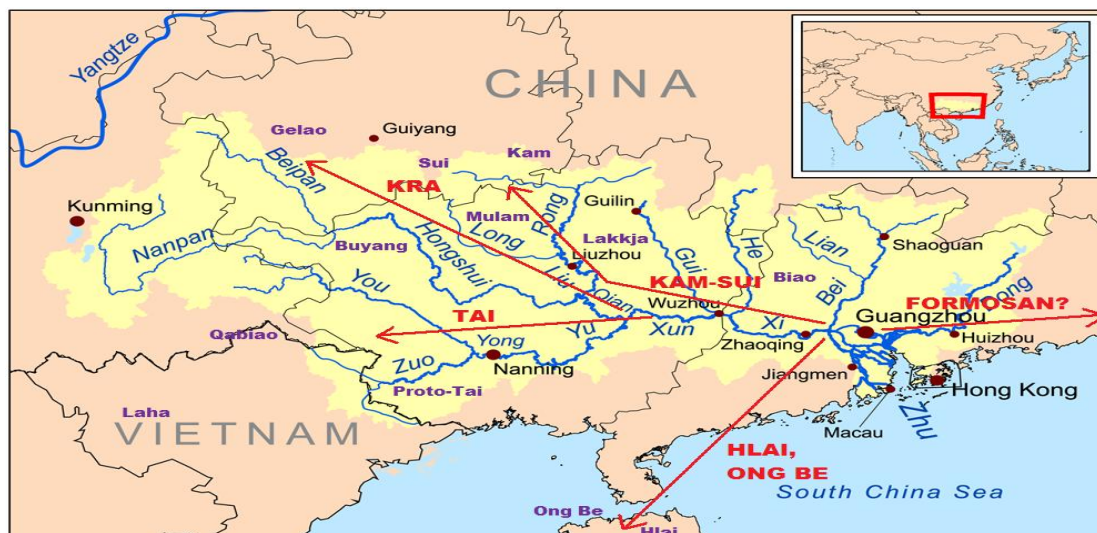 Yangtze
CHINA
Gelao
Guiyang
Sui
Kam
Beipan
KRA
Rong
Guilin
Kunming
Nanpan
Mulam
Long
Lakkja
Liuzhou
Buyang
Hongshui
Liu
Qian
Gui
He
Lian
Shaoguan
Biao
Bei
You
KAM-SUI
Wuzhou
FORMOSAN?
Dong
TAI
Xun
Xi
Guangzhou
Huizhou
Qabiao
Yu
Yong
Zhaoqing
Zuo
Nanning
Jiangmen
Hong Kong
Proto-Tai
Laha
VIETNAM
Macau
Zhu
HLAI,
ONG BE
South China Sea
Ong Be
Hlai